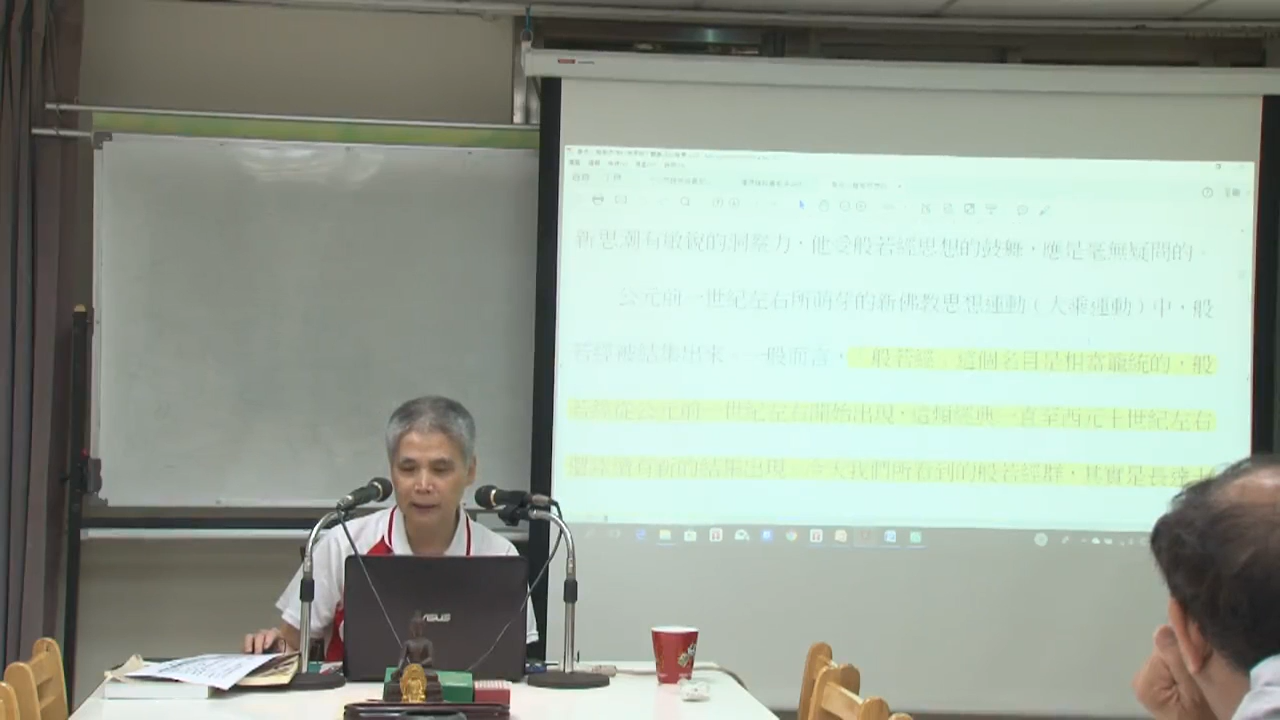 新思潮有敏銳的洞察力，他受般若經思想的鼓舞，應是毫無疑問的。
公元前一世紀左右所萌芽的新佛教思想運動（大乘運動）中，般
若經被結集出來。一般而言，「般若經」這個名目是相當籠統的，般
若經從公元前一世紀左右開始出現，這類經典一直至西元十世紀左右
還陸續有新的結集出現。今天我們所看到的般若經群，其實是長達十
ASUS